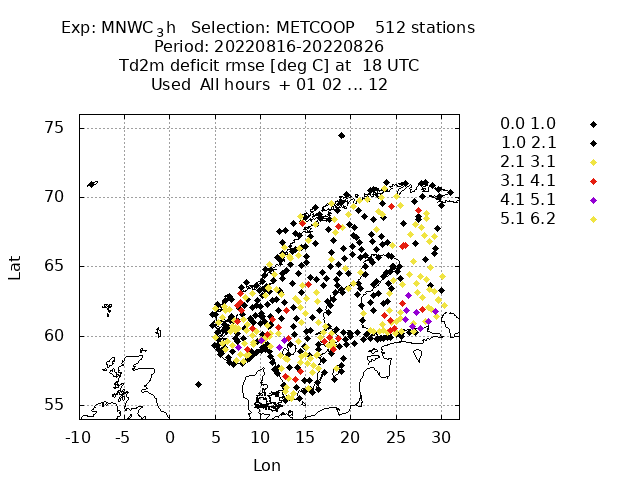 Exp: MNWC3h Selection: METCOOP 512 stations
Period: 20220816-20220826
Td2m deficit rmse [deg C] at 18 UTC
Used All hours + 01 02 ... 12
0.0 1.0
1.0 2.1
2.1 3.1
3.1 4.1
4.1 5.1
5.1 6.2
75
70
65
60
55
Lat
-10 -5 0 5 10 15 20 25 30
Lon